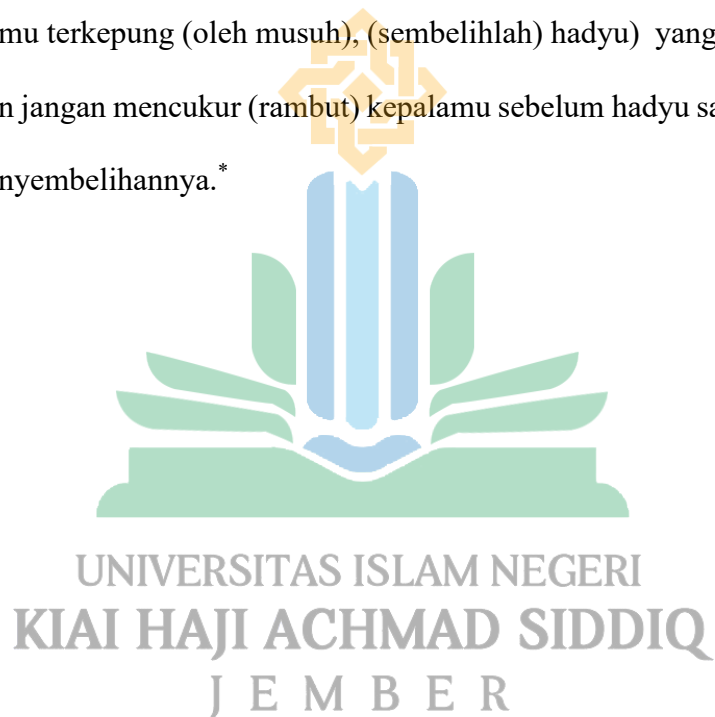 mu terkepung (oleh musuh), (sembelihlah) hadyu)  yang
n jangan mencukur (rambut) kepalamu sebelum hadyu sa
nyembelihannya.*
UNIVERSITAS ISLAM NEGERI
KIAI HAJI ACHMAD SIDDIQ
J E M B E R